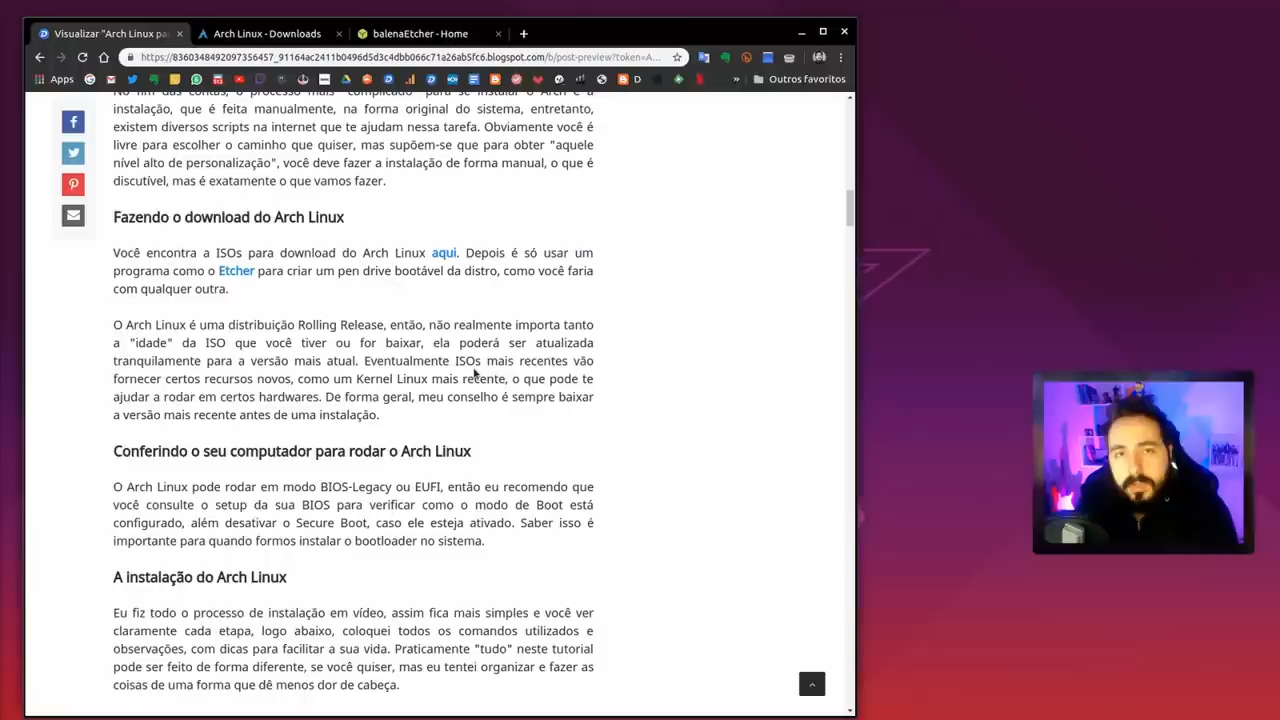 Visualizar "Arch Linux pa
Arch Linux - Downloads
balenaEtcher - Home
Apps
Outros favoritos
No fim das contas, o processo mais "complicado" para se instalar o Arch é a
instalação, que é feita manualmente, na forma original do sistema, entretanto,
existem diversos scripts na internet que te ajudam nessa tarefa. Obviamente você é
livre para escolher o caminho que quiser, mas supõem-se que para obter "aquele
nível alto de personalização", você deve fazer a instalação de forma manual, o que é
discutível, mas é exatamente o que vamos fazer.
Fazendo o download do Arch Linux
Você encontra a ISOs para download do Arch Linux aqui. Depois é só usar um
programa como o Etcher para criar um pen drive bootável da distro, como você faria
com qualquer outra.
O Arch Linux é uma distribuição Rolling Release, então, não realmente importa tanto
a "idade" da ISO que você tiver ou for baixar, ela poderá ser atualizada
tranquilamente para a versão mais atual. Eventualmente ISOs mais recentes vão
fornecer certos recursos novos, como um Kernel Linux mais recente, o que pode te
ajudar a rodar em certos hardwares. De forma geral, meu conselho é sempre baixar
a versão mais recente antes de uma instalação.
Conferindo o seu computador para rodar o Arch Linux
O Arch Linux pode rodar em modo BIOS-Legacy ou EUFI, então eu recomendo que
você consulte o setup da sua BIOS para verificar como o modo de Boot está
configurado, além desativar o Secure Boot, caso ele esteja ativado. Saber isso é
importante para quando formos instalar o bootloader no sistema.
A instalação do Arch Linux
Eu fiz todo o processo de instalação em vídeo, assim fica mais simples e você ver
claramente cada etapa, logo abaixo, coloquei todos os comandos utilizados e
observações, com dicas para facilitar a sua vida. Praticamente "tudo" neste tutorial
pode ser feito de forma diferente, se você quiser, mas eu tentei organizar e fazer as
coisas de uma forma que dê menos dor de cabeça.